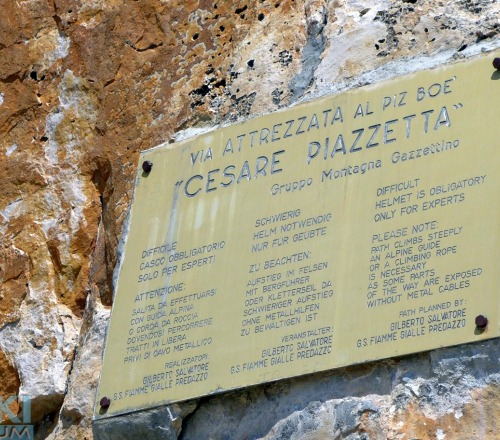 VIA ATTREZZATA AL PIZ BOE'
"CESARE PIAZZETTA"
Gruppo Montagna Gazzettino
DIFFICILE
CASCO OBBLIGATORIO
SOLO PER ESPERTI
ATTENZIONE:
SALITA DA EFFETTUARSI
CON GUIDA ALPINA
O CORDA DA ROCCIA
DOVENDOSI PERCORRERE
TRATTI IN LIBERA
PRIVI DI CAVO METALLICO
REALIZZATORI:
GILBERTO SALVATORE
G.S. FIAMME GIALLE PREDAZZO
SCHWIERIG
HELM NOTWENDIG
NUR FÜR GEÜBTE
ZU BEACHTEN:
AUFSTIEG IM FELSEN
MIT BERGFÜHRER
ODER KLETTERSEIL DA
SCHWIERIGER AUFSTIEG
OHNE METALLHILFEN
ZU BEWÄLTIGEN IST
VERANSTALTER:
GILBERTO SALVATORE
G.S. FIAMME GIALLE PREDAZZO
DIFFICULT
HELMET IS OBLIGATORY
ONLY FOR EXPERTS
PLEASE NOTE:
PATH CLIMBS STEEPLY
AN ALPINE GUIDE
OR A CLIMBING ROPE
IS NECESSARY
AS SOME PARTS
OF THE WAY ARE EXPOSED
WITHOUT METAL CABLES
PATH PLANNED BY:
GILBERTO SALVATORE
G.S. FIAMME GIALLE PREDAZZO